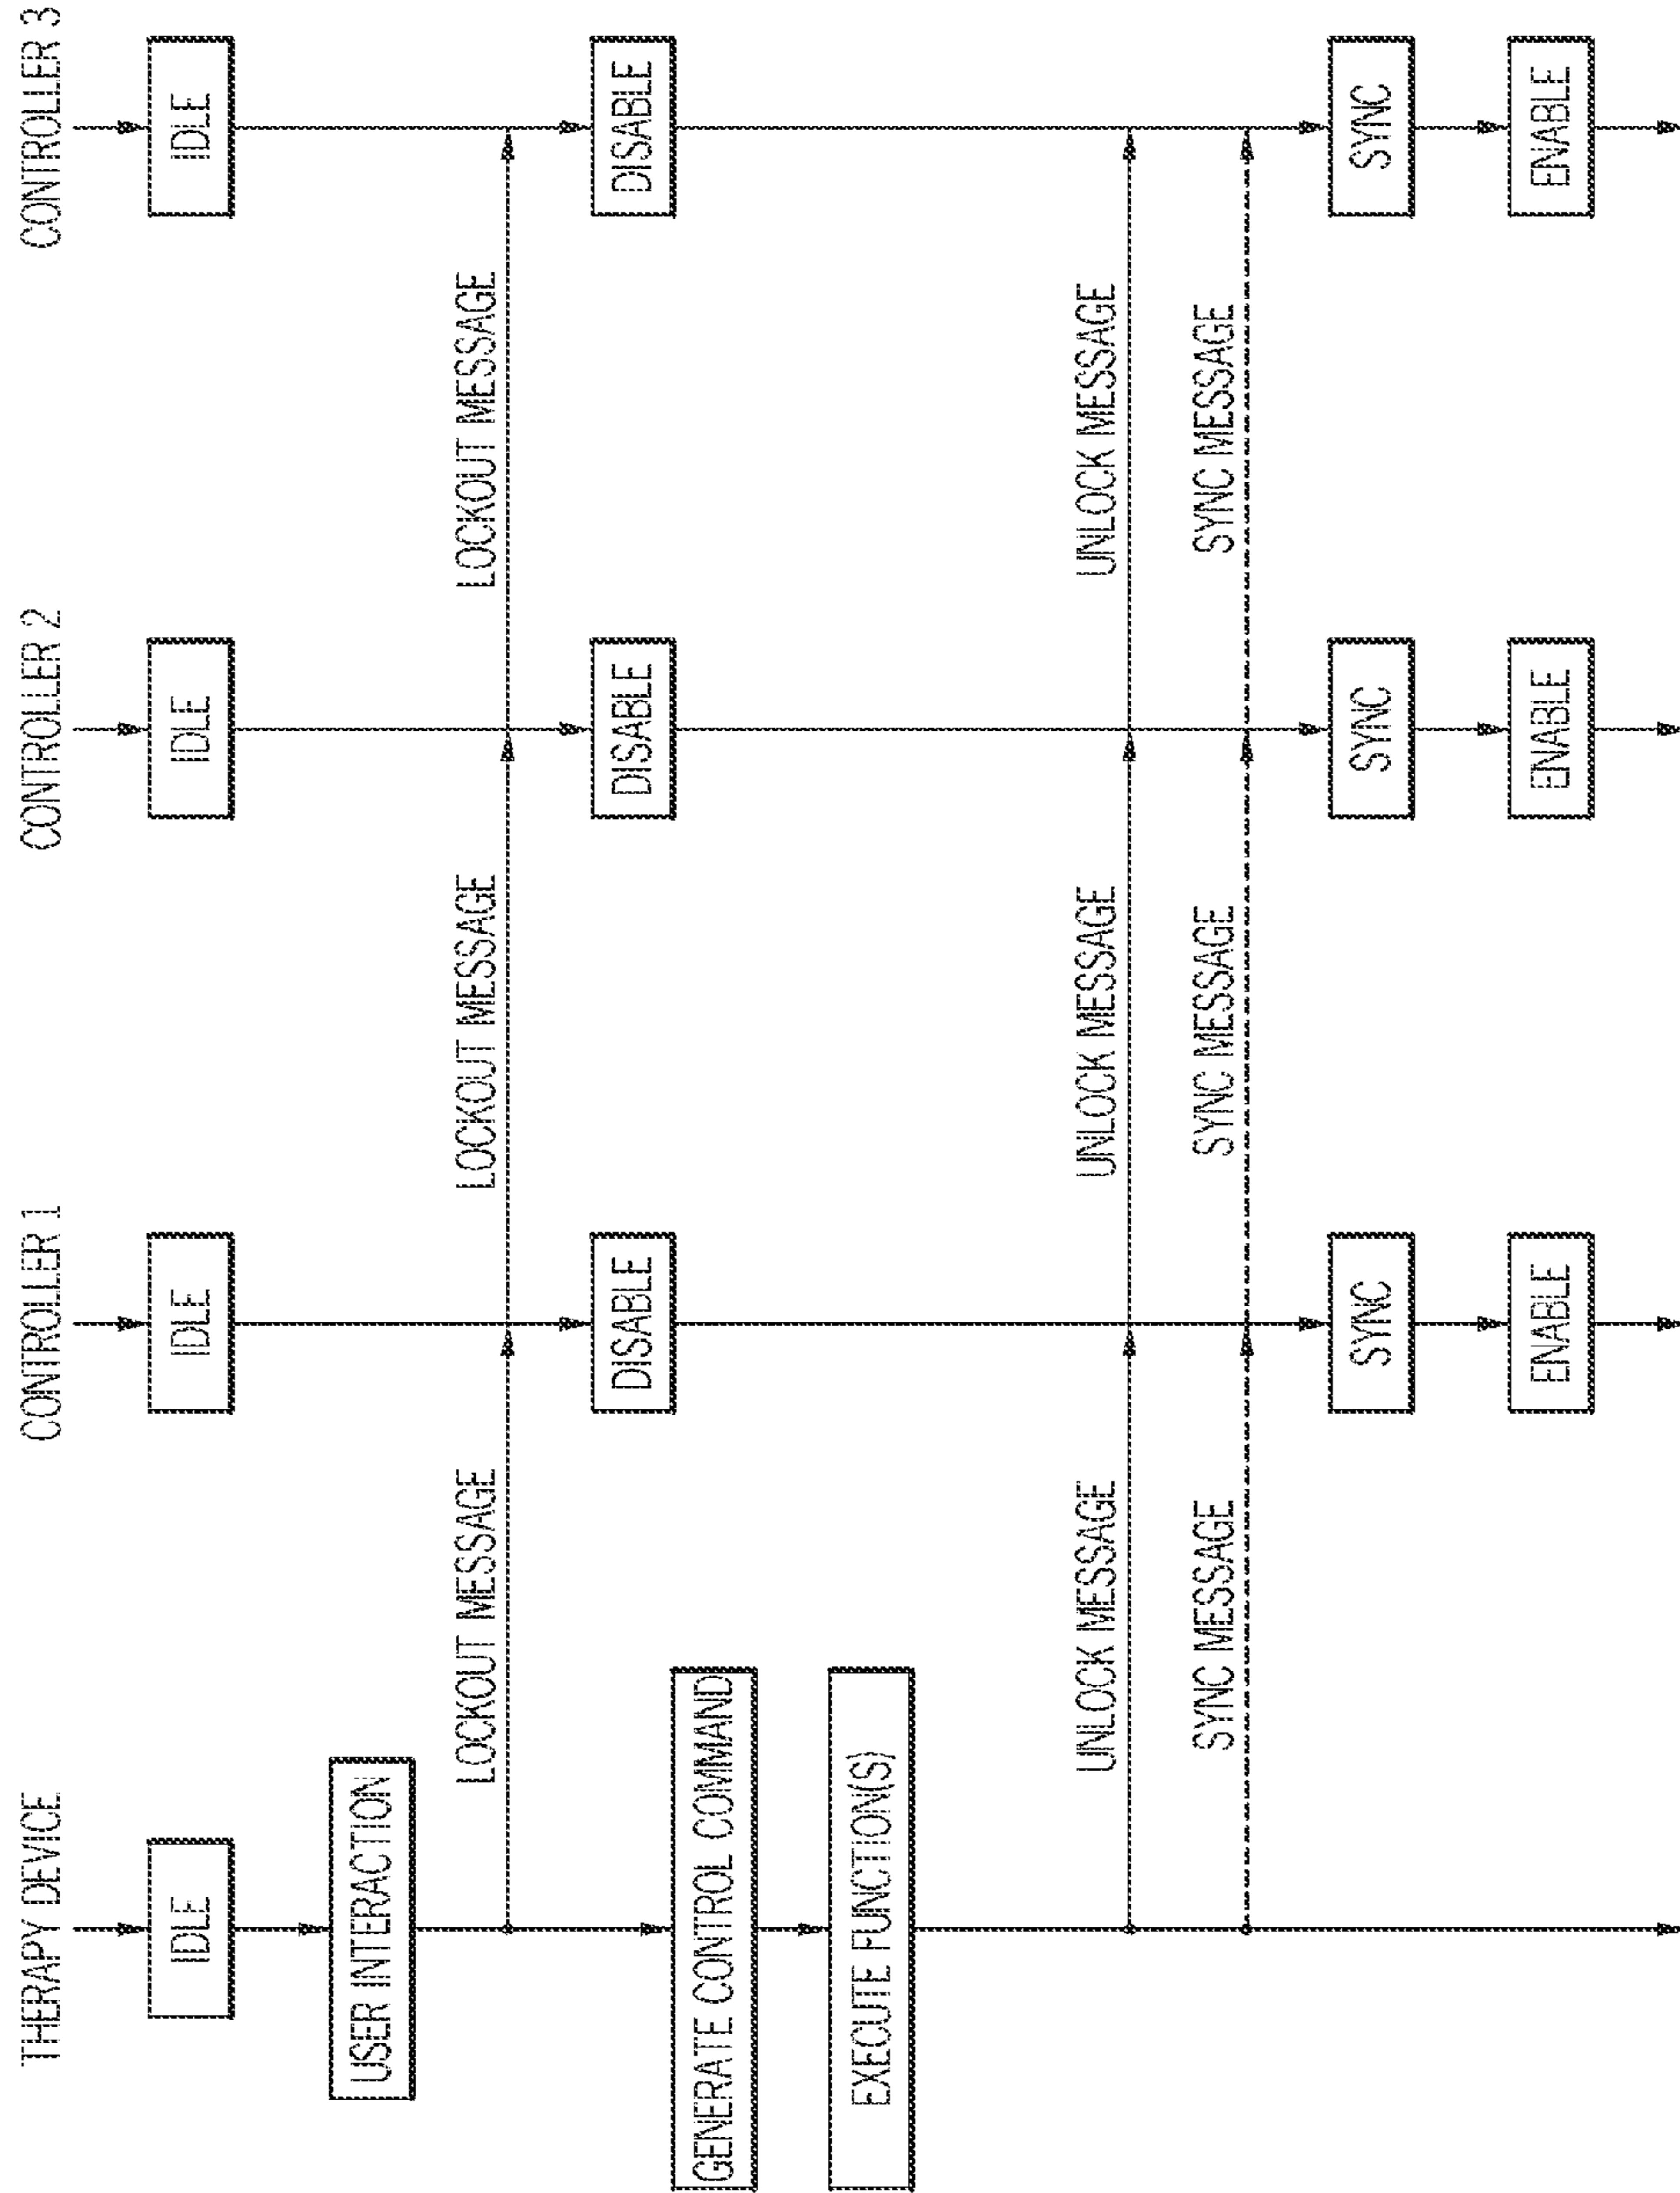 THERAPY DEVICE
CONTROLLER 1
CONTROLLER 2
CONTROLLER 3
IDLE
IDLE
IDLE
IDLE
USER INTERACTION
LOCKOUT MESSAGE
LOCKOUT MESSAGE
LOCKOUT MESSAGE
DISABLE
DISABLE
DISABLE
GENERATE CONTROL COMMAND
EXECUTE FUNCTION(S)
UNLOCK MESSAGE
UNLOCK MESSAGE
UNLOCK MESSAGE
SYNC MESSAGE
SYNC MESSAGE
SYNC MESSAGE
SYNC
SYNC
SYNC
ENABLE
ENABLE
ENABLE